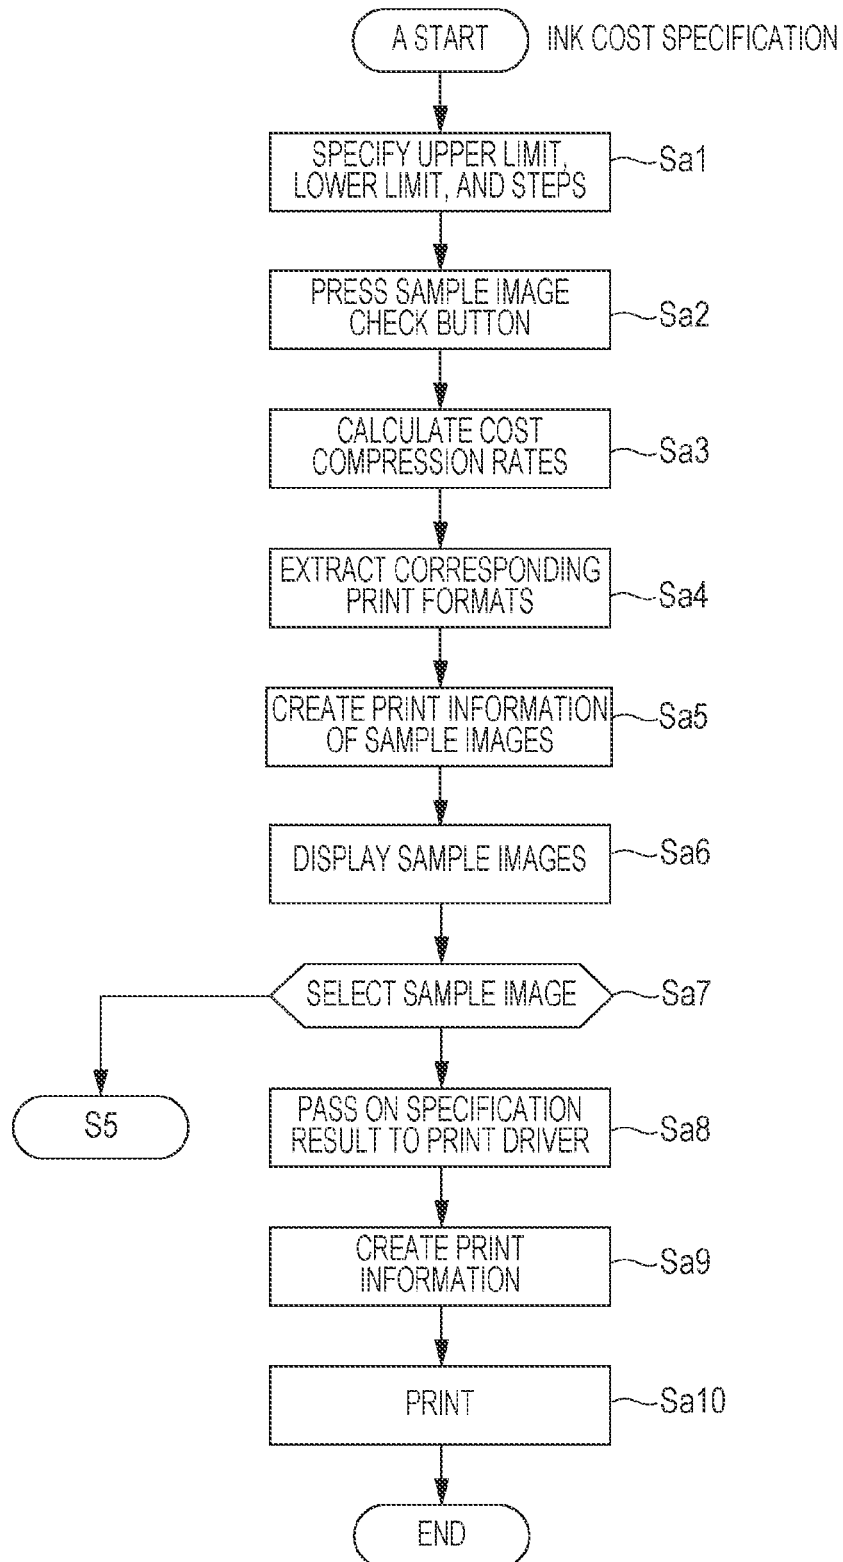 A START
INK COST SPECIFICATION
SPECIFY UPPER LIMIT,
LOWER LIMIT, AND STEPS
Sa1
PRESS SAMPLE IMAGE
CHECK BUTTON
Sa2
CALCULATE COST
COMPRESSION RATES
Sa3
EXTRACT CORRESPONDING
PRINT FORMATS
Sa4
CREATE PRINT INFORMATION
OF SAMPLE IMAGES
Sa5
DISPLAY SAMPLE IMAGES
Sa6
SELECT SAMPLE IMAGE
Sa7
S5
PASS ON SPECIFICATION
RESULT TO PRINT DRIVER
Sa8
CREATE PRINT
INFORMATION
Sa9
PRINT
Sa10
END